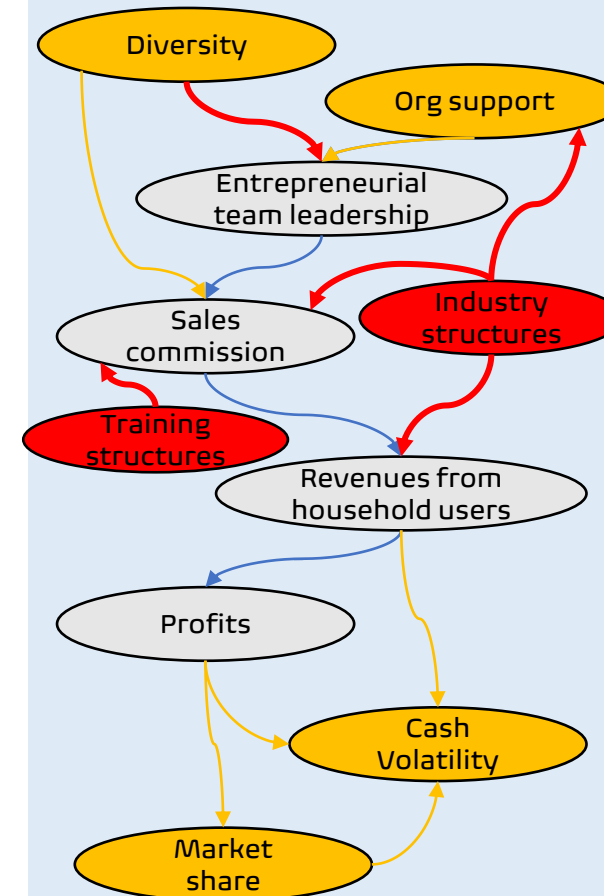 Diversity
Org support
Entrepreneurial
team leadership
Industry
structures
Sales
commission
Training
structures
Revenues from
household users
Profits
Cash
Volatility
Market
share